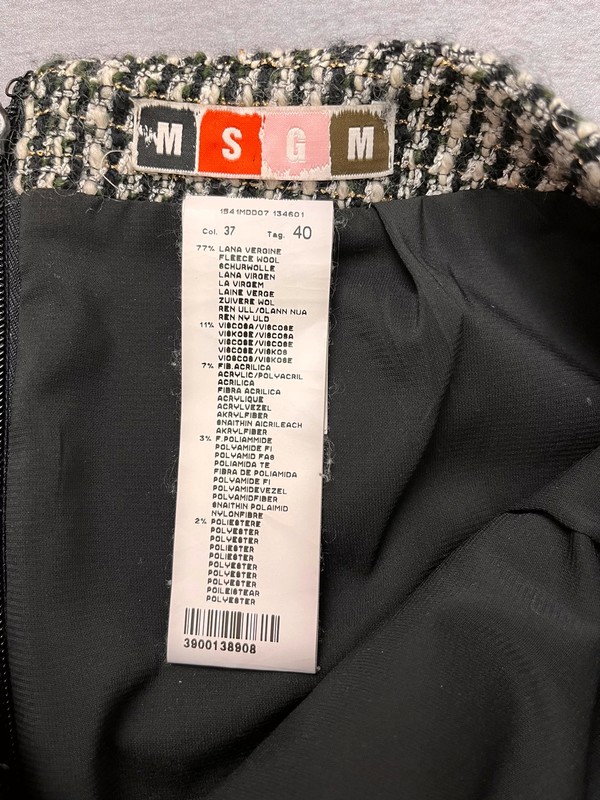 M S G M
1541MDD07 134601
Col. 37 Tag. 40
77% LANA VERGINE
FLEECE WOOL
SCHURWOLLE
LANA VIRGEN
LA VIRGEM
LAINE VERGE
ZUIVERE WOL
REN ULL/OLANN NUA
REN NY ULD
11% VISCOSA/VISCOSE
VISKOSE/VISCOSA
VISCOSE/VISCOSE
VISCOSE/VISKOS
VIOSCOS/VISKOSE
7% FIB.ACRILICA
ACRYLIC/POLYACRIL
ACRILICA
FIBRA ACRILICA
ACRYLIQUE
ACRYLVEZEL
AKRYLFIBER
SNAITHIN AICRILEACH
AKRYLFIBER
3% F.POLIAMMIDE
POLYAMIDE FI
POLYAMID FAS
POLIAMIDA TE
FIBRA DE POLIAMIDA
POLYAMIDE FI
POLYAMIDEVEZEL
POLYAMIDFIBER
SNAITHIN POLAIMID
NYLONFIBRE
2% POLIESTERE
POLYESTER
POLYESTER
POLIESTER
POLIESTER
POLYESTER
POLYESTER
POLYESTER
POILEISTEAR
POLYESTER
3900138908